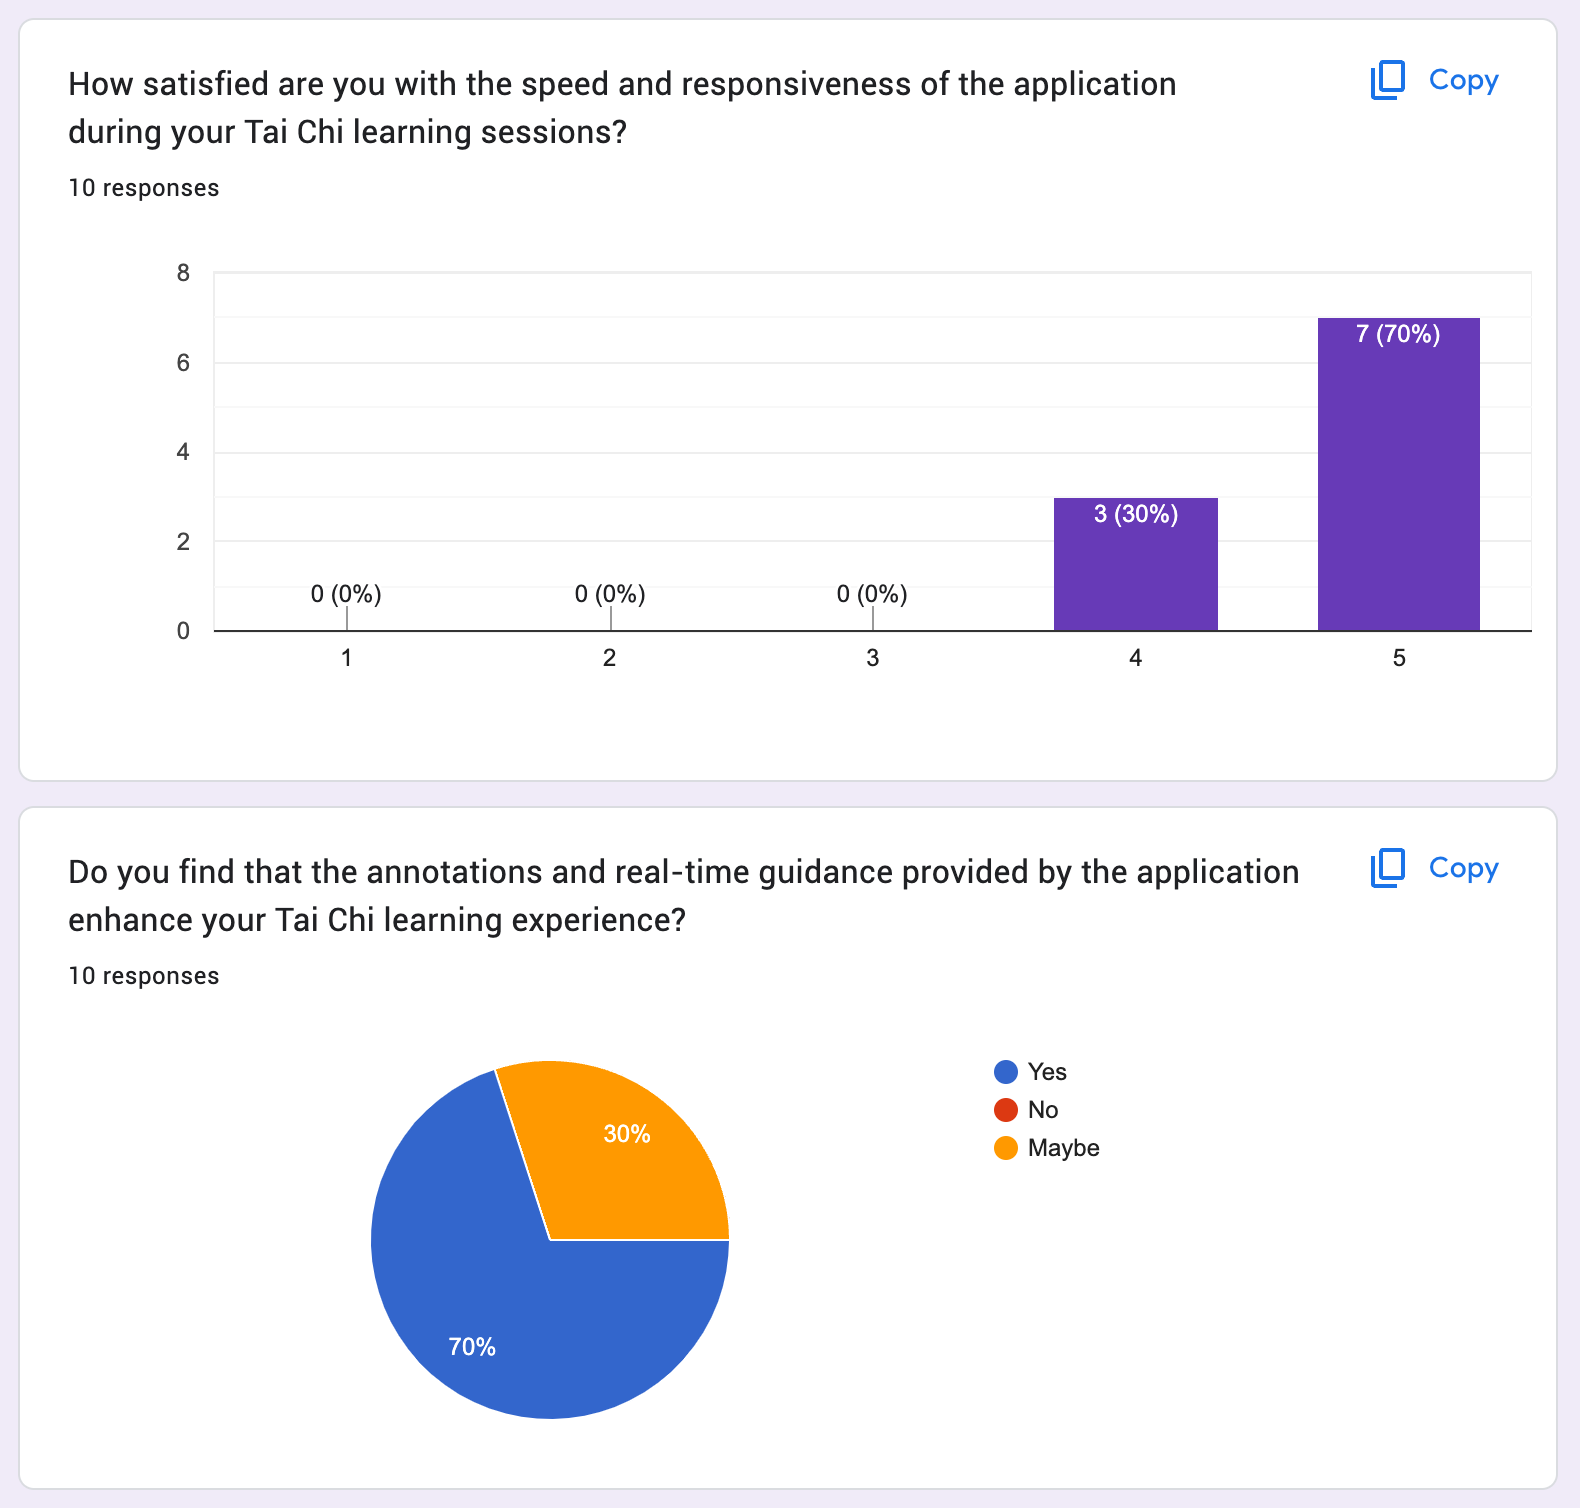 How satisfied are you with the speed and responsiveness of the application
during your Tai Chi learning sessions?
Copy
10 responses
8
6
4
2
0
0 (0%)
0 (0%)
0 (0%)
3 (30%)
7 (70%)
1
2
3
4
5
Do you find that the annotations and real-time guidance provided by the application
enhance your Tai Chi learning experience?
Copy
10 responses
Yes
No
Maybe
30%
70%